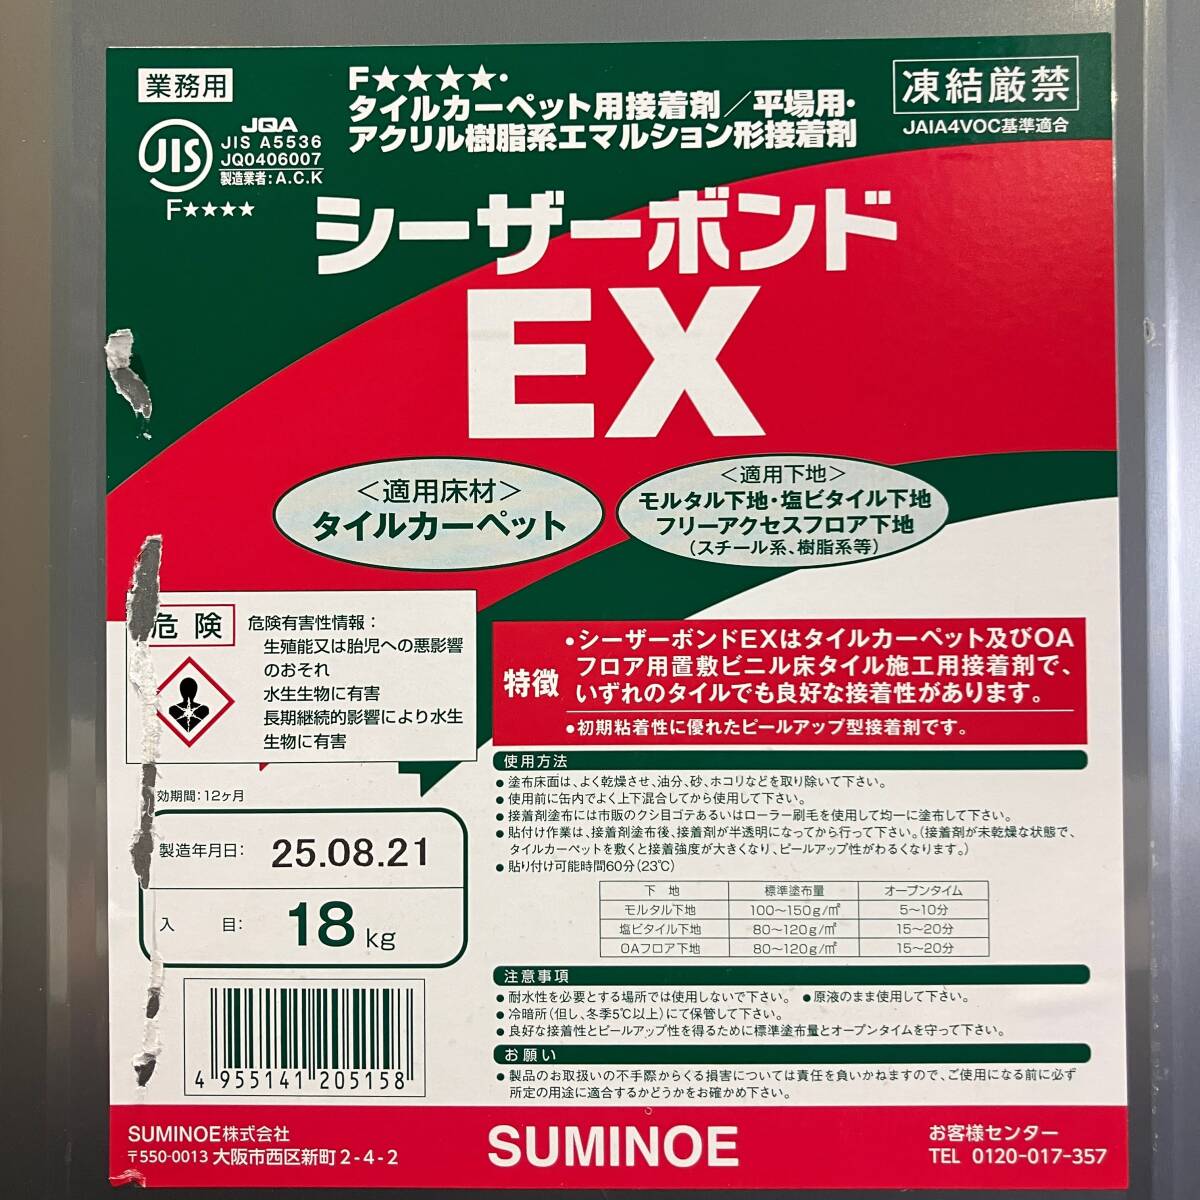 業務用
F★★★★・
タイルカーペット用接着剤／平場用・
アクリル樹脂系エマルション形接着剤
凍結厳禁
JAIA4VOC基準適合
JIS
JQA
JIS A5536
JQ0406007
製造業者:A.C.K
F★★★★
シーザーボンド
EX
＜適用床材＞
タイルカーペット
＜適用下地＞
モルタル下地・塩ビタイル下地
フリーアクセスフロア下地
(スチール系、樹脂系等)
危険
危険有害性情報：
生殖能又は胎児への悪影響
のおそれ
水生生物に有害
長期継続的影響により水生
生物に有害
特徴
●シーザーボンドEXはタイルカーペット及びOA
フロア用置敷ビニル床タイル施工用接着剤で、
いずれのタイルでも良好な接着性があります。
●初期粘着性に優れたピールアップ型接着剤です。
効期間:12ヶ月
製造年月日: 25.08.21
入　目: 18kg
4 955141 205158
使用方法
●塗布床面は、よく乾燥させ、油分、砂、ホコリなどを取り除いて下さい。
●使用前に缶内でよく上下混合してから使用して下さい。
●接着剤塗布には市販のクシ目ゴテあるいはローラー刷毛を使用して均一に塗布して下さい。
●貼付け作業は、接着剤塗布後、接着剤が半透明になってから行って下さい。(接着剤が未乾燥な状態で、
タイルカーペットを敷くと接着強度が大きくなり、ピールアップ性がわるくなります。)
●貼り付け可能時間60分(23℃)
下　地 標準塗布量 オープンタイム
モルタル下地 100〜150g/㎡ 5〜10分
塩ビタイル下地 80〜120g/㎡ 15〜20分
OAフロア下地 80〜120g/㎡ 15〜20分
注意事項
●耐水性を必要とする場所では使用しないで下さい。 ●原液のまま使用して下さい。
●冷暗所(但し、冬季5℃以上)にて保管して下さい。
●良好な接着性とピールアップ性を得るために標準塗布量とオープンタイムを守って下さい。
お願い
●製品のお取扱いの不手際からくる損害については責任を負いかねますので、ご使用になる前に必ず
所定の用途に適合するかどうかをお確かめ下さい。
SUMINOE株式会社
〒550-0013 大阪市西区新町2-4-2
SUMINOE
お客様センター
TEL 0120-017-357